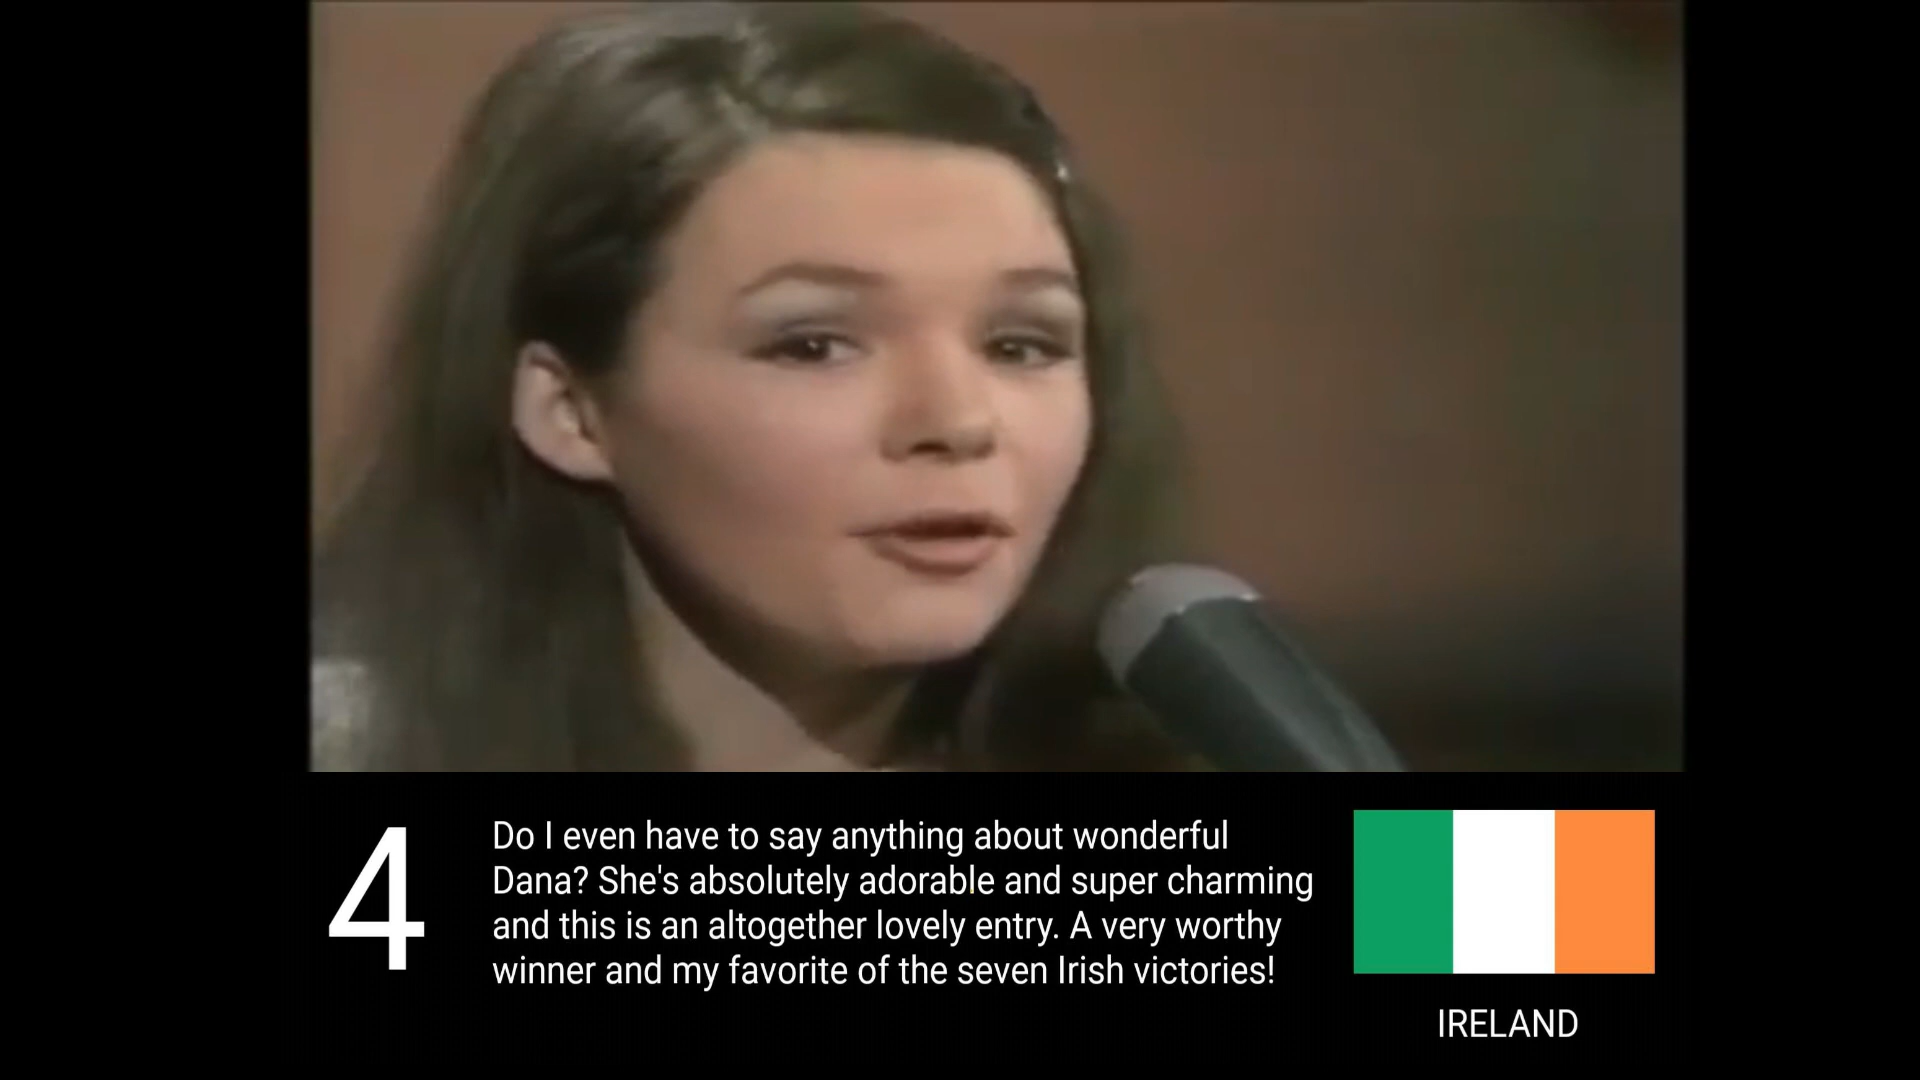 4
Do I even have to say anything about wonderful
Dana? She's absolutely adorable and super charming
and this is an altogether lovely entry. A very worthy
winner and my favorite of the seven Irish victories!
IRELAND